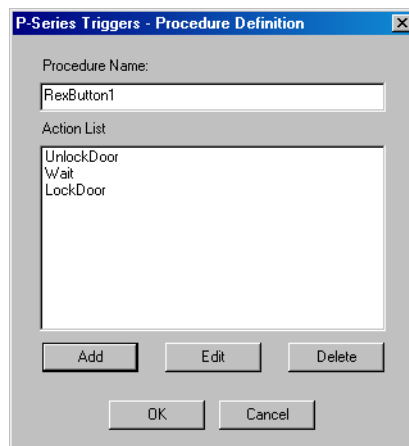 P-Series Triggers - Procedure Definition
Procedure Name:
RexButton1
Action List
UnlockDoor
Wait
LockDoor
Add Edit Delete
OK Cancel